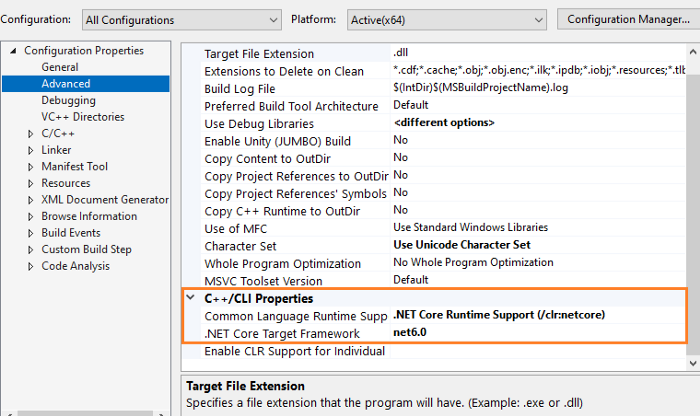 Configuration: All Configurations Platform: Active(x64) Configuration Manager...
Configuration Properties
General
Advanced
Debugging
VC++ Directories
C/C++
Linker
Manifest Tool
Resources
XML Document Generator
Browse Information
Build Events
Custom Build Step
Code Analysis
Target File Extension .dll
Extensions to Delete on Clean *.cdf;*.cache;*.obj;*.obj.enc;*.ilk;*.ipdb;*.iobj;*.resources;*.tlb
Build Log File $(IntDir)$(MSBuildProjectName).log
Preferred Build Tool Architecture Default
Use Debug Libraries <different options>
Enable Unity (JUMBO) Build No
Copy Content to OutDir No
Copy Project References to OutDir No
Copy Project References' Symbols No
Copy C++ Runtime to OutDir No
Use of MFC Use Standard Windows Libraries
Character Set Use Unicode Character Set
Whole Program Optimization No Whole Program Optimization
MSVC Toolset Version Default
C++/CLI Properties
Common Language Runtime Supp .NET Core Runtime Support (/clr:netcore)
.NET Core Target Framework net6.0
Enable CLR Support for Individual
Target File Extension
Specifies a file extension that the program will have. (Example: .exe or .dll)